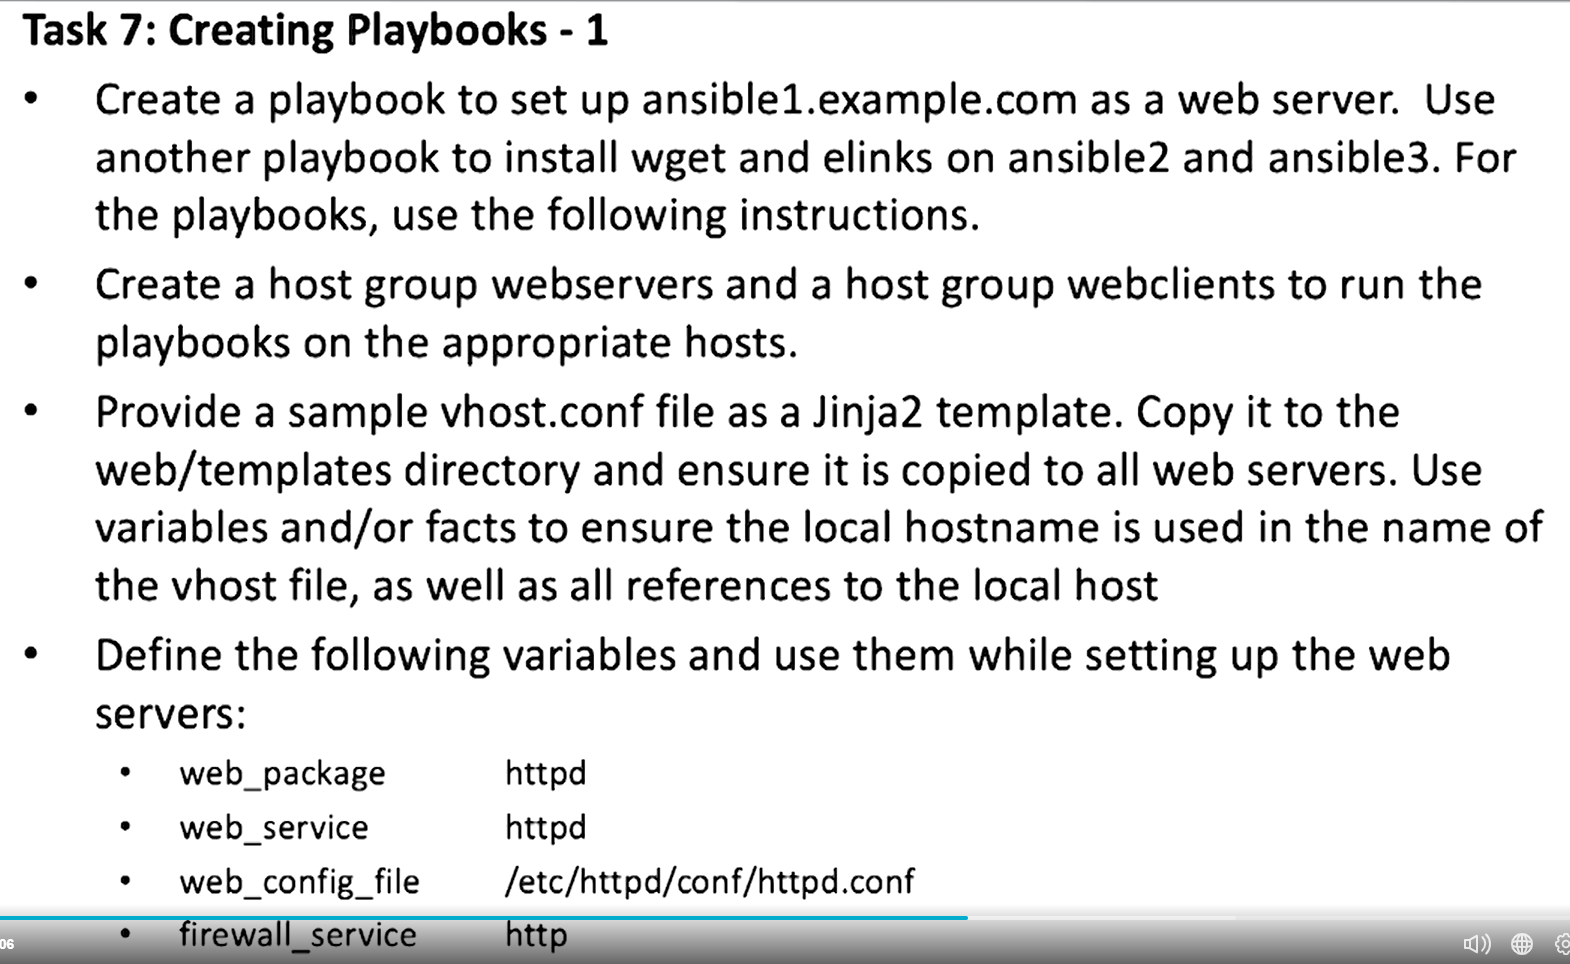 Task 7: Creating Playbooks - 1
• Create a playbook to set up ansible1.example.com as a web server. Use
another playbook to install wget and elinks on ansible2 and ansible3. For
the playbooks, use the following instructions.
• Create a host group webservers and a host group webclients to run the
playbooks on the appropriate hosts.
• Provide a sample vhost.conf file as a Jinja2 template. Copy it to the
web/templates directory and ensure it is copied to all web servers. Use
variables and/or facts to ensure the local hostname is used in the name of
the vhost file, as well as all references to the local host
• Define the following variables and use them while setting up the web
servers:
• web_package httpd
• web_service httpd
• web_config_file /etc/httpd/conf/httpd.conf
• firewall_service http
06